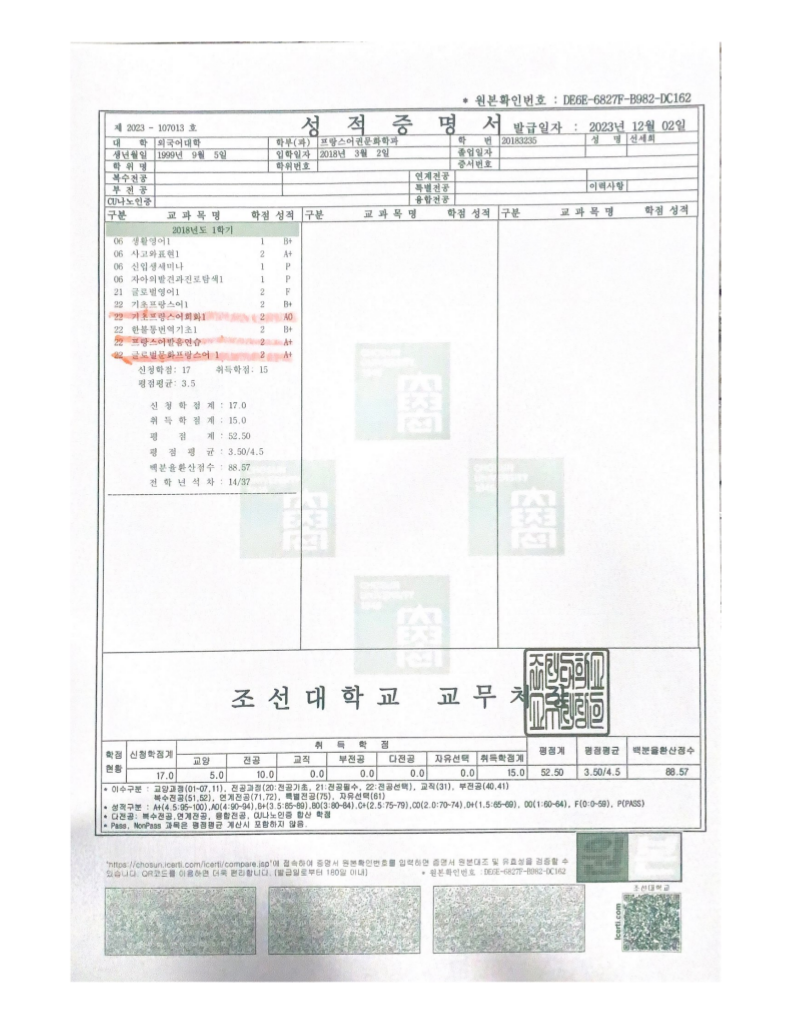 * 원본확인번호 : DE6E-6827F-B982-DC162
제 2023 - 107013 호
성 적 증 명 서
발급일자 : 2023년 12월 02일
대 학 외국어대학 학부(과) 프랑스어권문화학과 학 번 20183235 성 명 신세희
생년월일 1999년 9월 5일 입학일자 2018년 3월 2일 졸업일자
학 위 명 학위번호 증서번호
복수전공 연계전공
부 전 공 특별전공 이력사항
CU나노인증 융합전공
구분 교 과 목 명 학점 성적 구분 교 과 목 명 학점 성적 구분 교 과 목 명 학점 성적
2018년도 1학기
06 생활영어1 1 B+
06 사고와표현1 2 A+
06 신입생세미나 1 P
06 자아의발견과진로탐색1 1 P
21 글로벌영어1 2 F
22 기초프랑스어1 2 B+
22 기초프랑스어회화1 2 A0
22 한불통번역기초1 2 B+
22 프랑스어발음연습 2 A+
22 글로벌문화프랑스어 1 2 A+
신청학점: 17 취득학점: 15
평점평균: 3.5
신 청 학 점 계 : 17.0
취 득 학 점 계 : 15.0
평 점 계 : 52.50
평 점 평 균 : 3.50/4.5
백분율환산점수 : 88.57
전 학 년 석 차 : 14/37
조선대학교 교무처장
학점현황 신청학점계 취 득 학 점 평점계 평점평균 백분율환산점수
교양 전공 교직 부전공 다전공 자유선택 취득학점계
17.0 5.0 10.0 0.0 0.0 0.0 0.0 15.0 52.50 3.50/4.5 88.57
* 이수구분 : 교양과정(01-07,11), 전공과정(20:전공기초, 21:전공필수, 22:전공선택), 교직(31), 부전공(40,41)
복수전공(51,52), 연계전공(71,72), 특별전공(75), 자유선택(61)
* 성적구분 : A+(4.5:95-100),A0(4:90-94),B+(3.5:85-89),B0(3:80-84),C+(2.5:75-79),C0(2.0:70-74),D+(1.5:65-69), D0(1:60-64), F(0:0-59), P(PASS)
* 다전공: 복수전공,연계전공, 융합전공, CU나노인증 합산 학점
* Pass, NonPass 과목은 평점평균 계산시 포함하지 않음.
"https://chosun.icerti.com/icerti/compare.jsp"에 접속하여 증명서 원본확인번호를 입력하면 증명서 원본대조 및 유효성을 검증할 수
있습니다. QR코드를 이용하면 더욱 편리합니다. (발급일로부터 180일 이내) * 원본확인번호 : DE6E-6827F-B982-DC162
원본
조선대학교
icerti.com